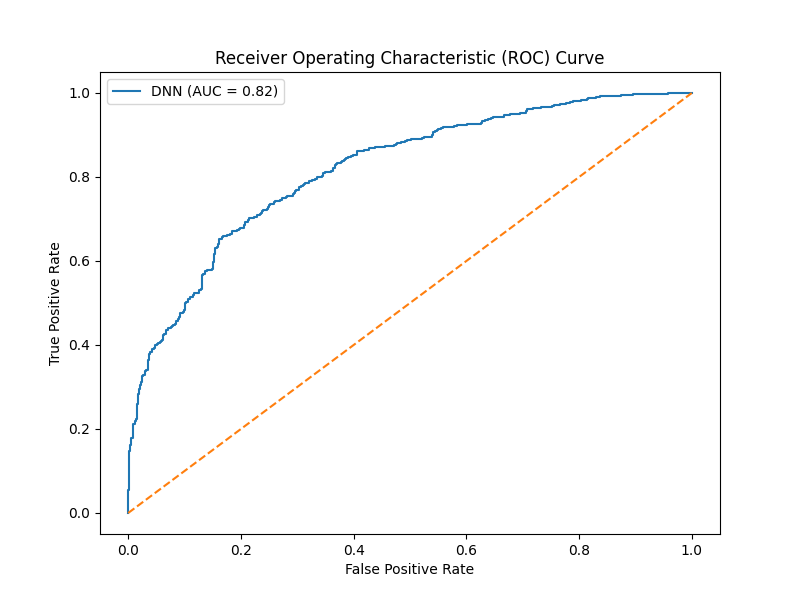 Receiver Operating Characteristic (ROC) Curve
DNN (AUC = 0.82)
1.0
0.8
0.6
0.4
0.2
0.0
True Positive Rate
0.0 0.2 0.4 0.6 0.8 1.0
False Positive Rate